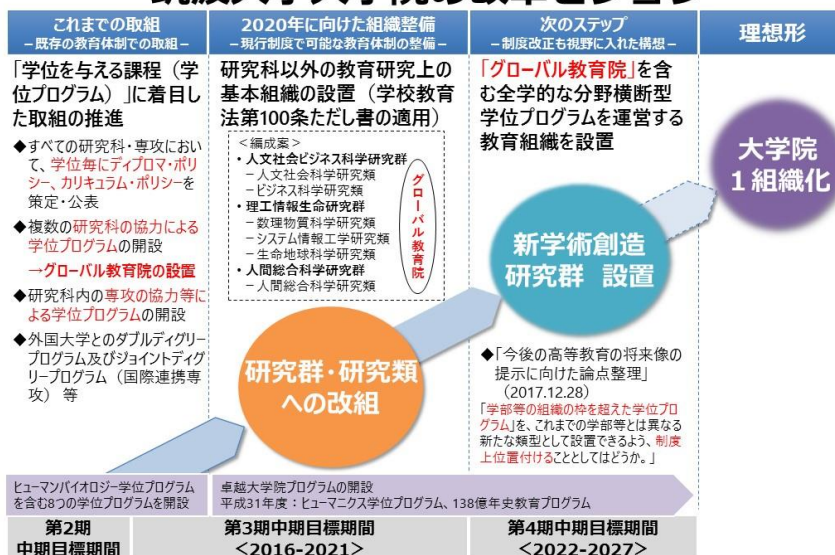 筑波大学大学院の改革ビジョン
これまでの取組
－既存の教育体制での取組－
「学位を与える課程（学
位プログラム）」に着目し
た取組の推進
◆すべての研究科・専攻におい
て、学位毎にディプロマ・ポリ
シー、カリキュラム・ポリシーを
策定・公表
◆複数の研究科の協力による
学位プログラムの開設
→グローバル教育院の設置
◆研究科内の専攻の協力等に
よる学位プログラムの開設
◆外国大学とのダブルディグリー
プログラム及びジョイントディグ
リープログラム（国際連携専
攻） 等
2020年に向けた組織整備
－現行制度で可能な教育体制の整備－
研究科以外の教育研究上の
基本組織の設置（学校教育
法第100条ただし書の適用）
＜編成案＞
・人文社会ビジネス科学研究群
－人文社会科学研究類
－ビジネス科学研究類
・理工情報生命研究群
－数理物質科学研究類
－システム情報工学研究類
－生命地球科学研究類
・人間総合科学研究群
－人間総合科学研究類
グローバル教育院
研究群・研究類
への改組
次のステップ
－制度改正も視野に入れた構想－
「グローバル教育院」を含
む全学的な分野横断型
学位プログラムを運営する
教育組織を設置
新学術創造
研究群 設置
◆「今後の高等教育の将来像の
提示に向けた論点整理」
（2017.12.28）
「学部等の組織の枠を超えた学位プロ
グラム」を、これまでの学部等とは異なる
新たな類型として設置できるよう、制度
上位置付けることとしてはどうか。」
理想形
大学院
１組織化
ヒューマンバイオロジー学位プログラム
を含む8つの学位プログラムを開設
卓越大学院プログラムの開設
平成31年度：ヒューマニクス学位プログラム、138億年史教育プログラム
第2期
中期目標期間
第3期中期目標期間
＜2016-2021＞
第4期中期目標期間
＜2022-2027＞